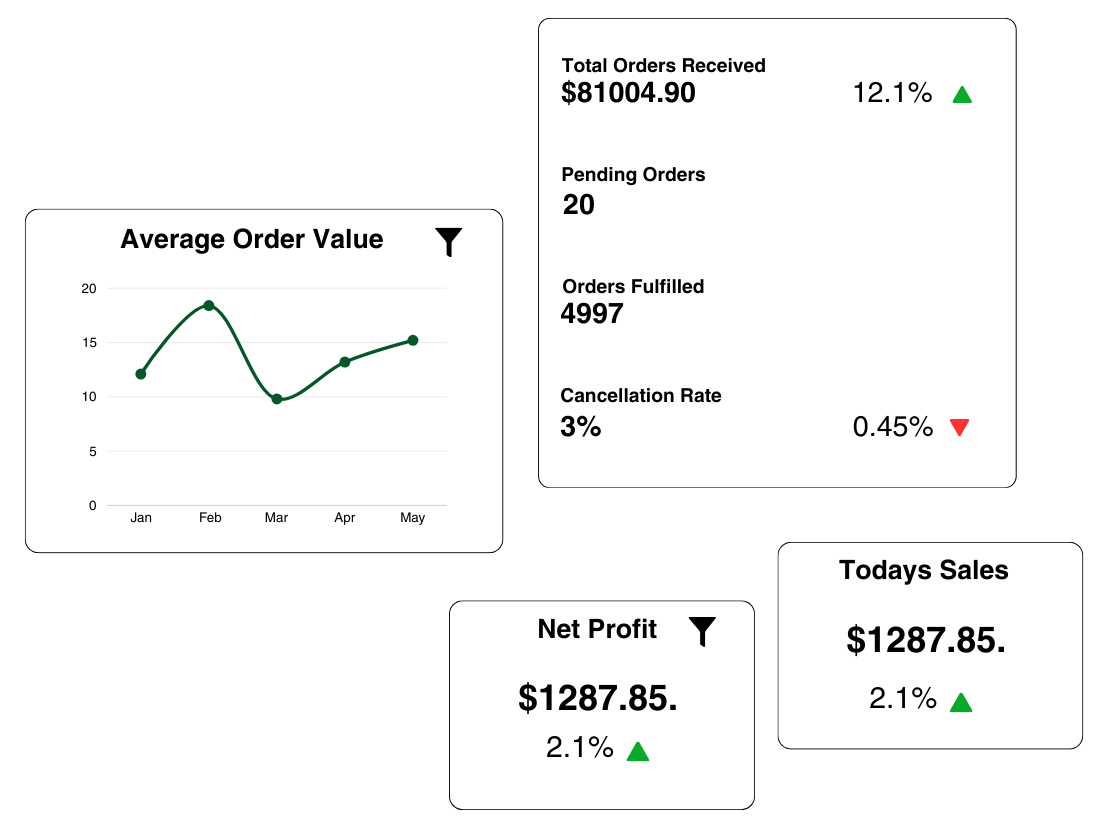 Total Orders Received
$81004.90
12.1%
Pending Orders
20
Orders Fulfilled
4997
Cancellation Rate
3%
0.45%
Average Order Value
20
15
10
5
0
Jan Feb Mar Apr May
Todays Sales
$1287.85.
2.1%
Net Profit
$1287.85.
2.1%